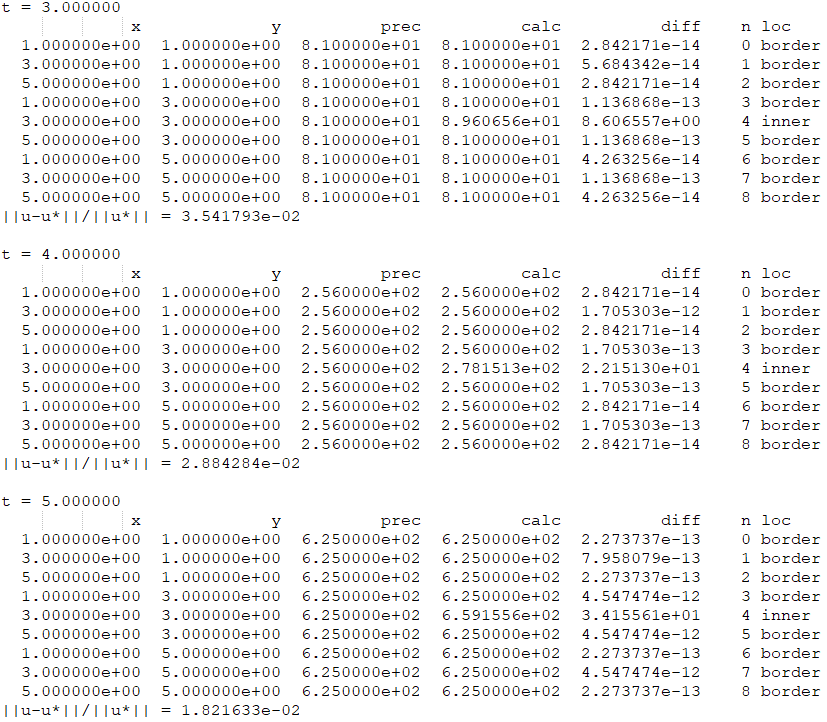 t = 3.000000
x y prec calc diff n loc
1.000000e+00 1.000000e+00 8.100000e+01 8.100000e+01 2.842171e-14 0 border
3.000000e+00 1.000000e+00 8.100000e+01 8.100000e+01 5.684342e-14 1 border
5.000000e+00 1.000000e+00 8.100000e+01 8.100000e+01 2.842171e-14 2 border
1.000000e+00 3.000000e+00 8.100000e+01 8.100000e+01 1.136868e-13 3 border
3.000000e+00 3.000000e+00 8.100000e+01 8.960656e+01 8.606557e+00 4 inner
5.000000e+00 3.000000e+00 8.100000e+01 8.100000e+01 1.136868e-13 5 border
1.000000e+00 5.000000e+00 8.100000e+01 8.100000e+01 4.263256e-14 6 border
3.000000e+00 5.000000e+00 8.100000e+01 8.100000e+01 1.136868e-13 7 border
5.000000e+00 5.000000e+00 8.100000e+01 8.100000e+01 4.263256e-14 8 border
||u-u*||/||u*|| = 3.541793e-02
t = 4.000000
x y prec calc diff n loc
1.000000e+00 1.000000e+00 2.560000e+02 2.560000e+02 2.842171e-14 0 border
3.000000e+00 1.000000e+00 2.560000e+02 2.560000e+02 1.705303e-12 1 border
5.000000e+00 1.000000e+00 2.560000e+02 2.560000e+02 2.842171e-14 2 border
1.000000e+00 3.000000e+00 2.560000e+02 2.560000e+02 1.705303e-13 3 border
3.000000e+00 3.000000e+00 2.560000e+02 2.781513e+02 2.215130e+01 4 inner
5.000000e+00 3.000000e+00 2.560000e+02 2.560000e+02 1.705303e-13 5 border
1.000000e+00 5.000000e+00 2.560000e+02 2.560000e+02 2.842171e-14 6 border
3.000000e+00 5.000000e+00 2.560000e+02 2.560000e+02 1.705303e-13 7 border
5.000000e+00 5.000000e+00 2.560000e+02 2.560000e+02 2.842171e-14 8 border
||u-u*||/||u*|| = 2.884284e-02
t = 5.000000
x y prec calc diff n loc
1.000000e+00 1.000000e+00 6.250000e+02 6.250000e+02 2.273737e-13 0 border
3.000000e+00 1.000000e+00 6.250000e+02 6.250000e+02 7.958079e-13 1 border
5.000000e+00 1.000000e+00 6.250000e+02 6.250000e+02 2.273737e-13 2 border
1.000000e+00 3.000000e+00 6.250000e+02 6.250000e+02 4.547474e-12 3 border
3.000000e+00 3.000000e+00 6.250000e+02 6.591556e+02 3.415561e+01 4 inner
5.000000e+00 3.000000e+00 6.250000e+02 6.250000e+02 4.547474e-12 5 border
1.000000e+00 5.000000e+00 6.250000e+02 6.250000e+02 2.273737e-13 6 border
3.000000e+00 5.000000e+00 6.250000e+02 6.250000e+02 4.547474e-12 7 border
5.000000e+00 5.000000e+00 6.250000e+02 6.250000e+02 2.273737e-13 8 border
||u-u*||/||u*|| = 1.821633e-02